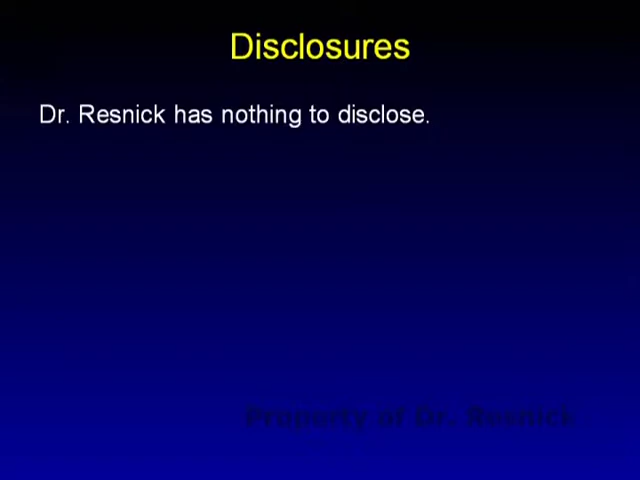 Disclosures
Dr. Resnick has nothing to disclose.
Property of Dr. Resnick